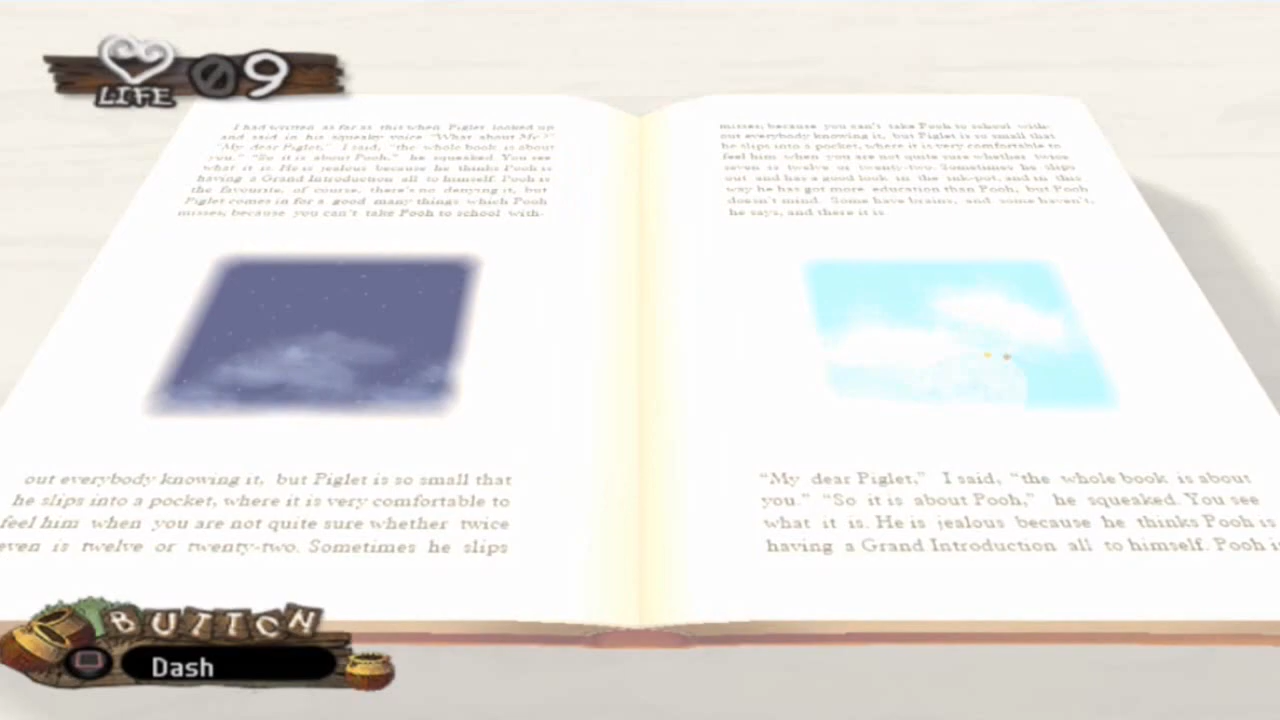 LIFE 09
I had written as far as this when Piglet looked up
and said in his squeaky voice "What about Me?"
"My dear Piglet," I said, "the whole book is about
you." "So it is about Pooh," he squeaked. You see
what it is. He is jealous because he thinks Pooh is
having a Grand Introduction all to himself. Pooh is
the favourite, of course, there's no denying it, but
Piglet comes in for a good many things which Pooh
misses; because you can't take Pooh to school with-
out everybody knowing it, but Piglet is so small that
he slips into a pocket, where it is very comfortable to
feel him when you are not quite sure whether twice
even is twelve or twenty-two. Sometimes he slips
misses; because you can't take Pooh to school with-
out everybody knowing it, but Piglet is so small that
he slips into a pocket, where it is very comfortable to
feel him when you are not quite sure whether twice
seven is twelve or twenty-two. Sometimes he slips
out and has a good look in the ink-pot, and in this
way he has got more education than Pooh, but Pooh
doesn't mind. Some have brains, and some haven't,
he says, and there it is
"My dear Piglet," I said, "the whole book is about
you." "So it is about Pooh," he squeaked. You see
what it is. He is jealous because he thinks Pooh is
having a Grand Introduction all to himself. Pooh i
BUTTON
Dash